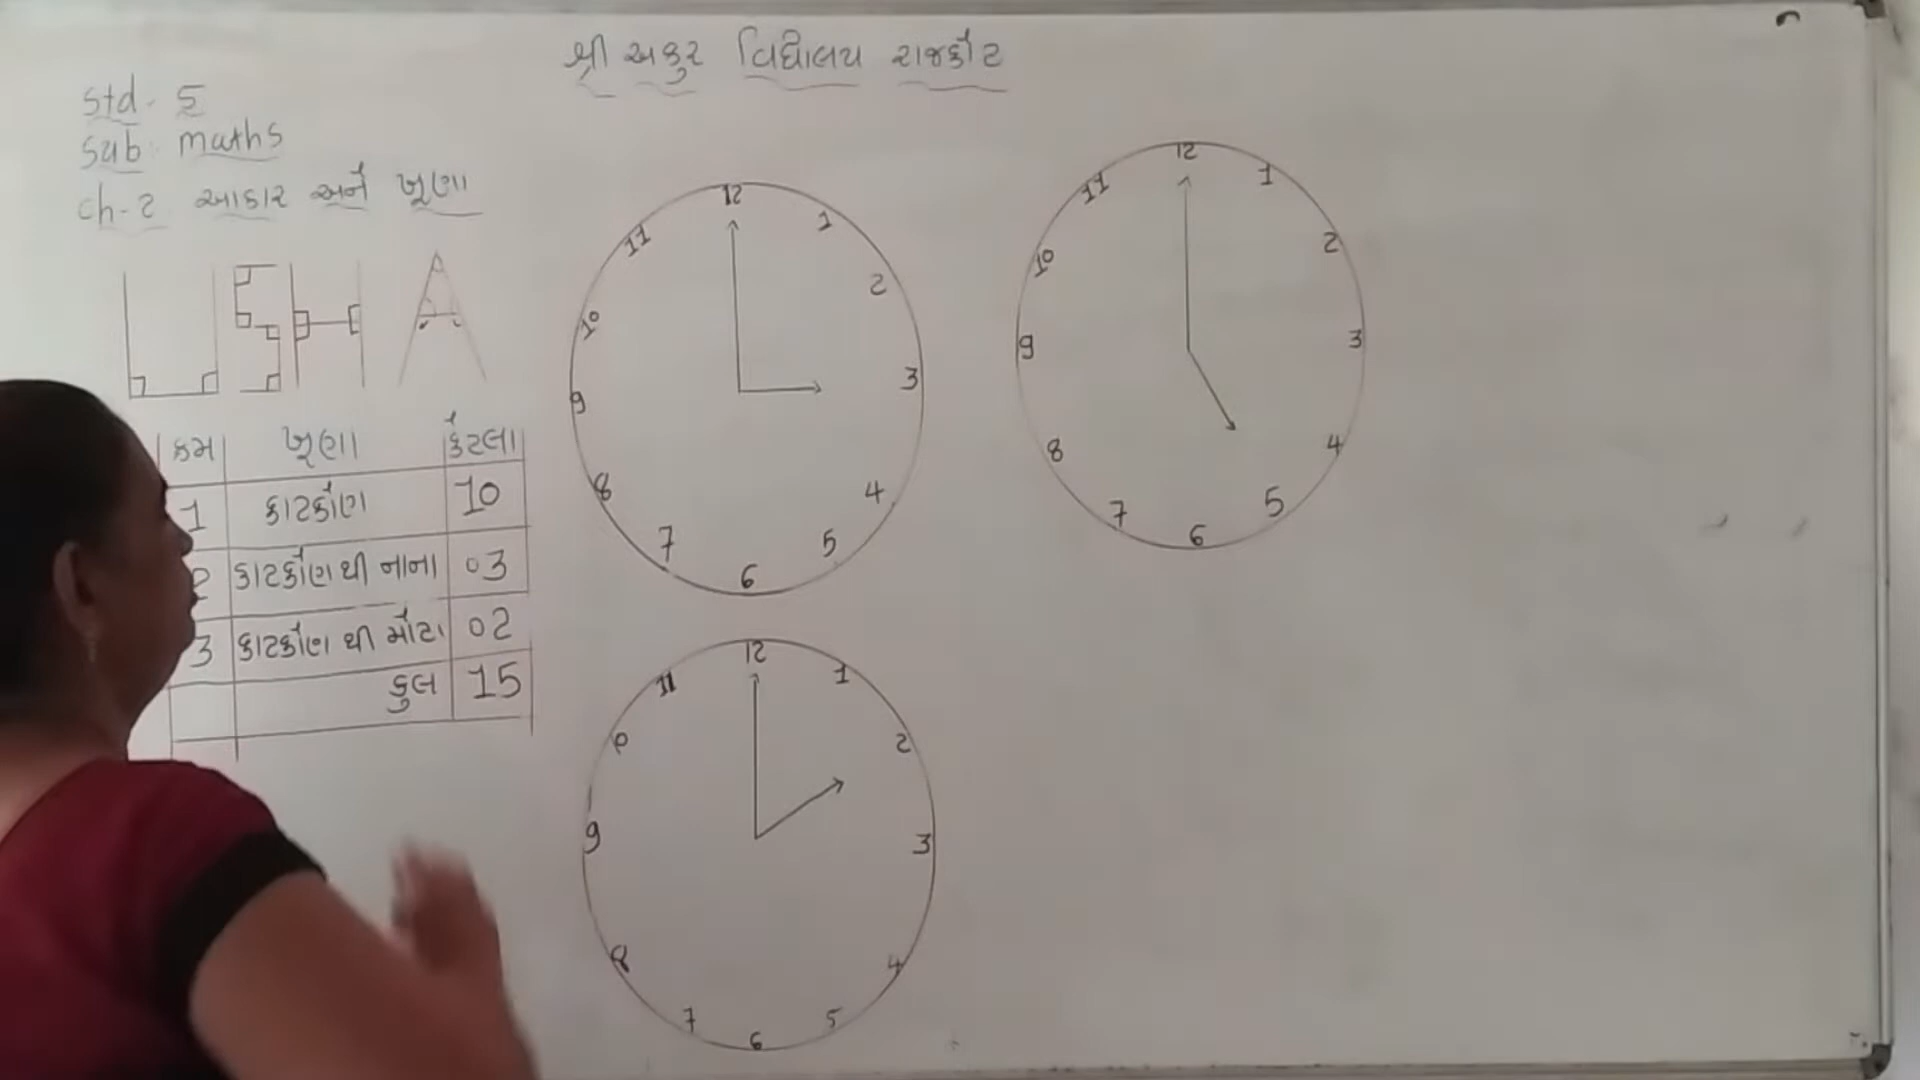 શ્રી અકુર વિદ્યાલય રાજકોટ
Std. 5
Sub: maths
Ch-2 આકાર અને ખૂણા
USHA
ક્રમ ખૂણા કેટલા
1 કાટકોણ 10
2 કાટકોણ થી નાના 03
3 કાટકોણ થી મોટા 02
કુલ 15
12 1 2 3 4 5 6 7 8 9 10 11
12 1 2 3 4 5 6 7 8 9 10 11
12 1 2 3 4 5 6 7 8 9 10 11